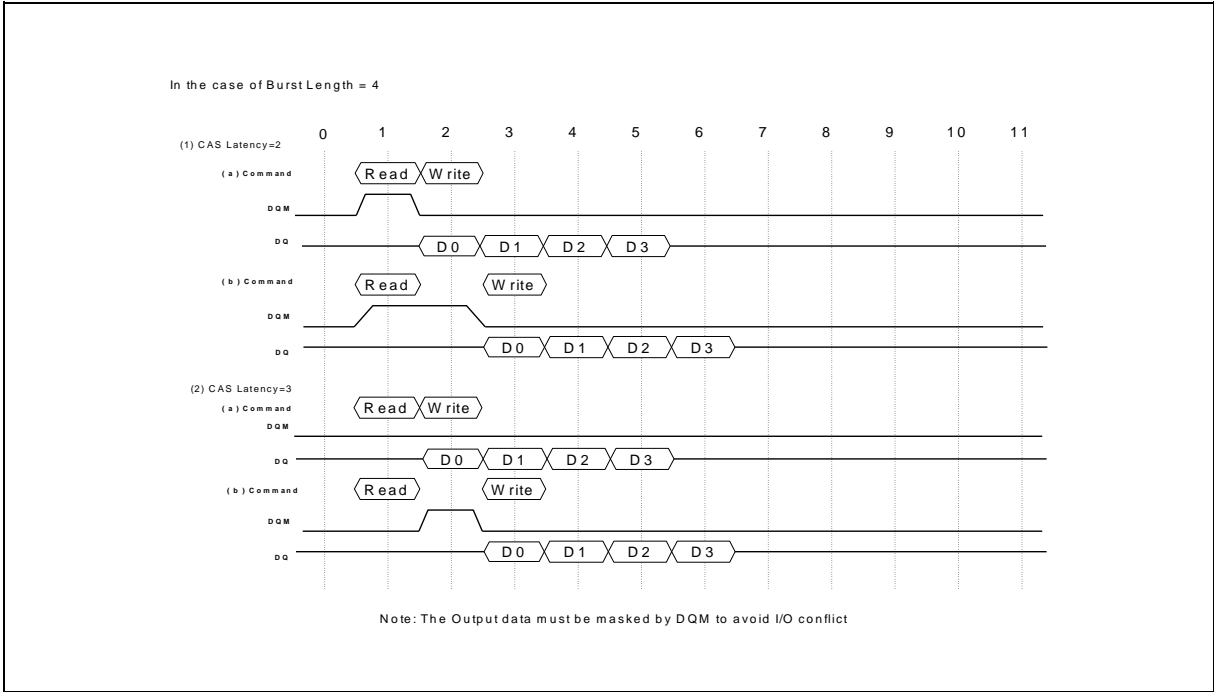 In the case of Burst Length = 4
0 1 2 3 4 5 6 7 8 9 10 11
(1) CAS Latency=2
(a) Command Read Write
DQM
DQ D0 D1 D2 D3
(b) Command Read Write
DQM
DQ D0 D1 D2 D3
(2) CAS Latency=3
(a) Command Read Write
DQM
DQ D0 D1 D2 D3
(b) Command Read Write
DQM
DQ D0 D1 D2 D3
Note: The Output data must be masked by DQM to avoid I/O conflict